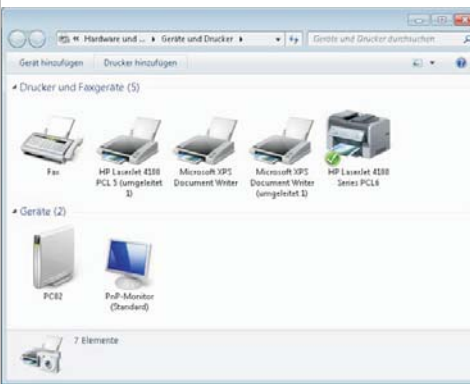 Hardware und ... Geräte und Drucker
Geräte und Drucker durchsuchen
Gerät hinzufügen Drucker hinzufügen
Drucker und Faxgeräte (5)
Fax
HP LaserJet 4100
PCL 5 (umgeleitet
1)
Microsoft XPS
Document Writer
Microsoft XPS
Document Writer
(umgeleitet 1)
HP LaserJet 4100
Series PCL6
Geräte (2)
PC02
PnP-Monitor
(Standard)
7 Elemente